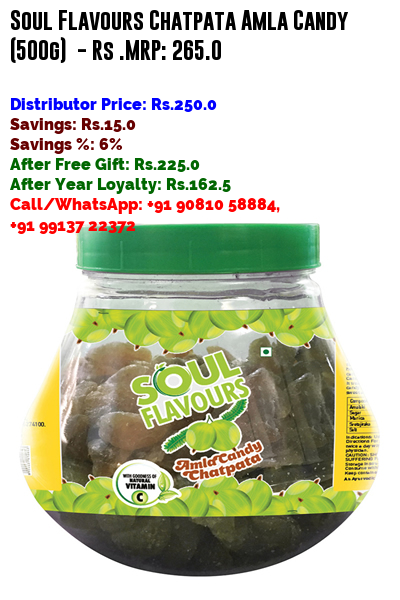 Soul Flavours Chatpata Amla Candy
(500g) - Rs .MRP: 265.0
Distributor Price: Rs.250.0
Savings: Rs.15.0
Savings %: 6%
After Free Gift: Rs.225.0
After Year Loyalty: Rs.162.5
Call/WhatsApp: +91 90810 58884,
+91 99137 22372
SOUL
FLAVOURS
Amla Candy
Chatpata
WITH GOODNESS OF
NATURAL
VITAMIN
C